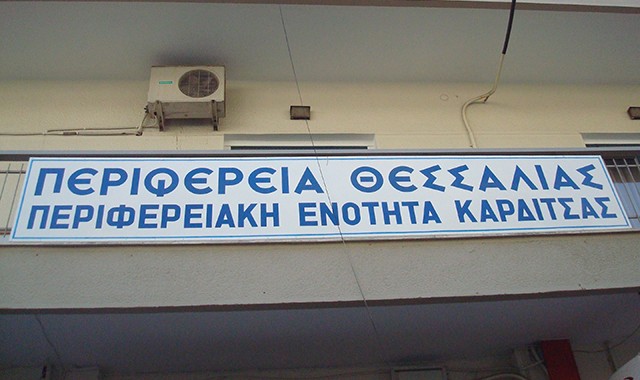 ΠΕΡΙΦΕΡΕΙΑ ΘΕΣΣΑΛΙΑΣ
ΠΕΡΙΦΕΡΕΙΑΚΗ ΕΝΟΤΗΤΑ ΚΑΡΔΙΤΣΑΣ